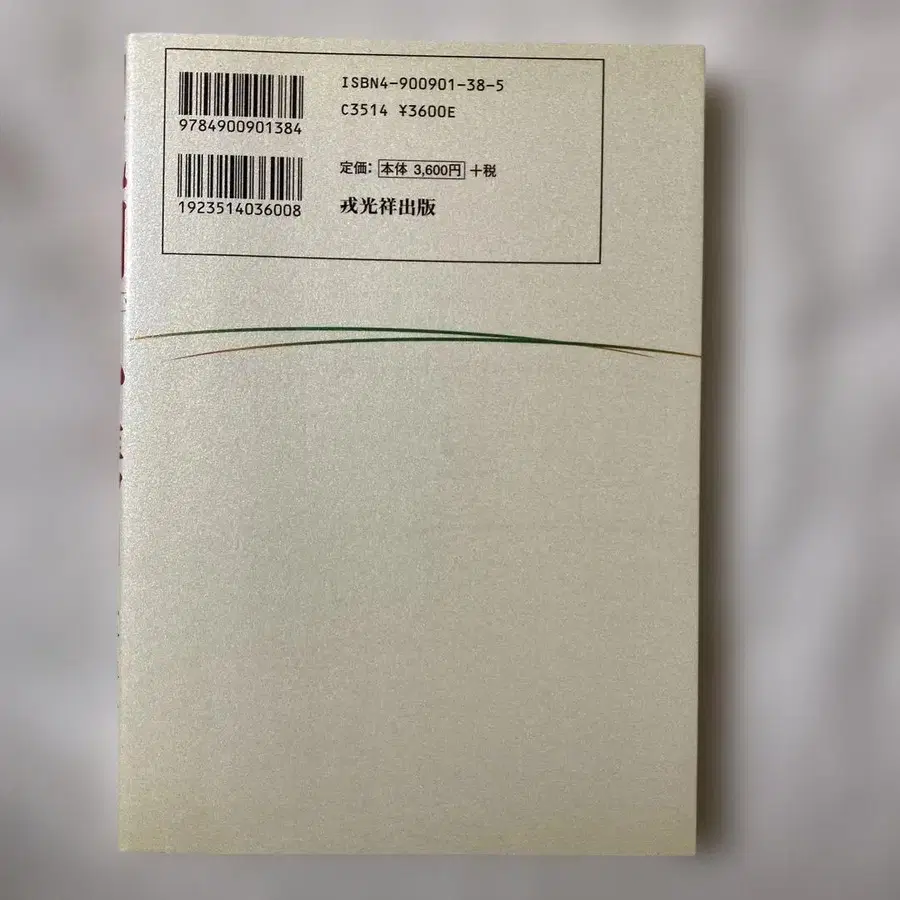 ISBN4-900901-38-5
C3514 ¥3600E
9784900901384
定価: 本体 3,600円 +税
1923514036008
戎光祥出版